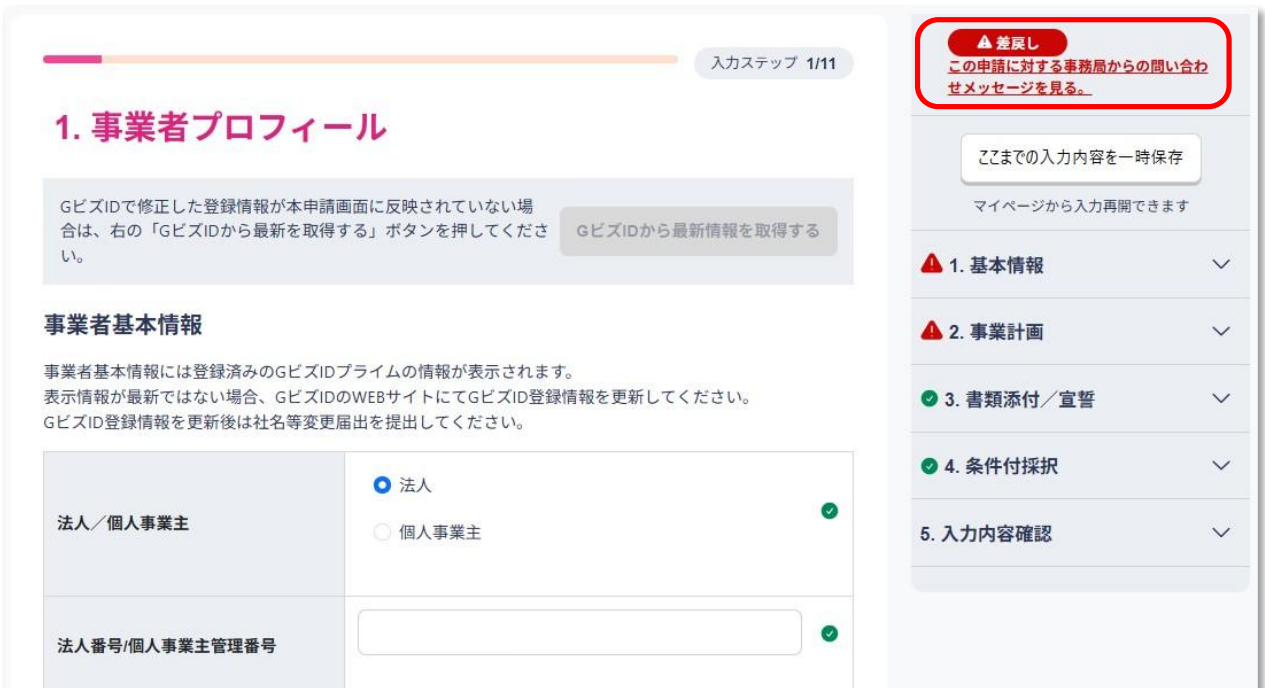 入力ステップ 1/11
1. 事業者プロフィール
GビズIDで修正した登録情報が本申請画面に反映されていない場
合は、右の「GビズIDから最新を取得する」ボタンを押してくださ
い。
GビズIDから最新情報を取得する
事業者基本情報
事業者基本情報には登録済みのGビズIDプライムの情報が表示されます。
表示情報が最新ではない場合、GビズIDのWEBサイトにてGビズID登録情報を更新してください。
GビズID登録情報を更新後は社名等変更届出を提出してください。
法人／個人事業主
法人
個人事業主
法人番号/個人事業主管理番号
差戻し
この申請に対する事務局からの問い合わ
せメッセージを見る。
ここまでの入力内容を一時保存
マイページから入力再開できます
1. 基本情報
2. 事業計画
3. 書類添付／宣誓
4. 条件付採択
5. 入力内容確認